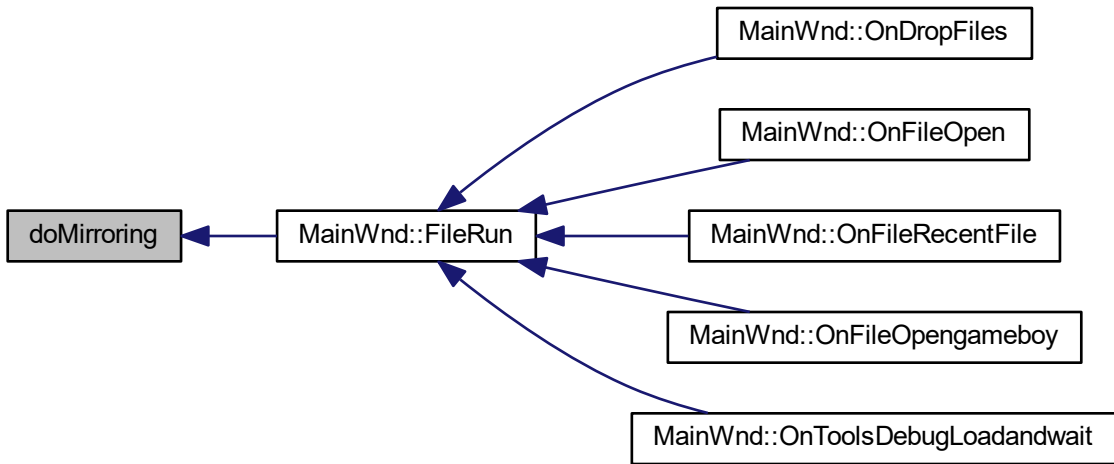 MainWnd::OnDropFiles
MainWnd::OnFileOpen
doMirroring
MainWnd::FileRun
MainWnd::OnFileRecentFile
MainWnd::OnFileOpengameboy
MainWnd::OnToolsDebugLoadandwait